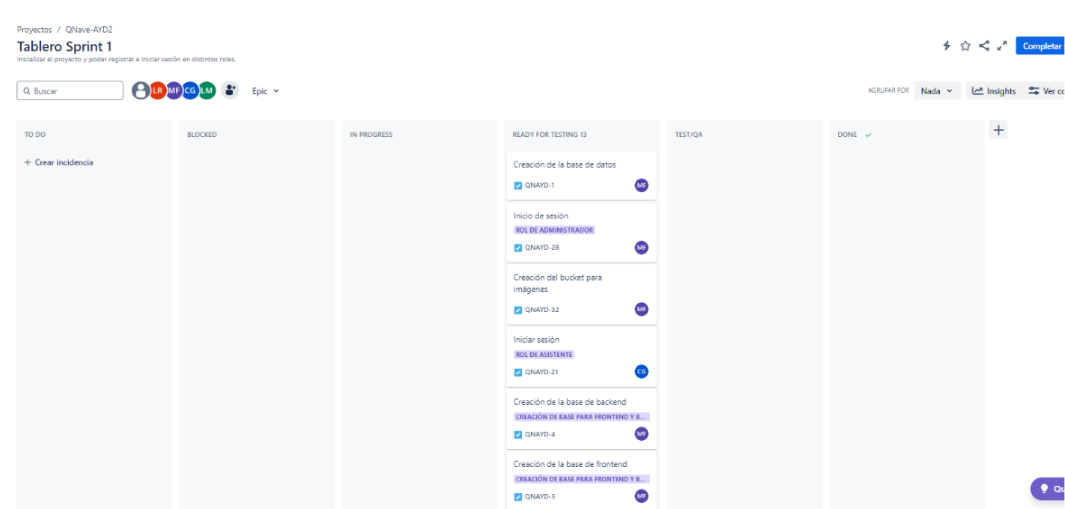 Proyectos / QNave-AYD2
Tablero Sprint 1
Inicializar el proyecto y poder registrar e iniciar sesión en distintos roles.
Completar
Buscar
LR MF CG LM
Epic
AGRUPAR POR Nada
Insights
Ver co
TO DO
BLOCKED
IN PROGRESS
READY FOR TESTING 13
TEST/QA
DONE
+ Crear incidencia
Creación de la base de datos
QNAYD-1 MF
Inicio de sesión
ROL DE ADMINISTRADOR
QNAYD-28 MF
Creación del bucket para
imágenes
QNAYD-32 MF
Iniciar sesión
ROL DE ASISTENTE
QNAYD-21 CG
Creación de la base de backend
CREACIÓN DE BASE PARA FRONTEND Y B...
QNAYD-4 MF
Creación de la base de frontend
CREACIÓN DE BASE PARA FRONTEND Y B...
QNAYD-3 MF
Qu